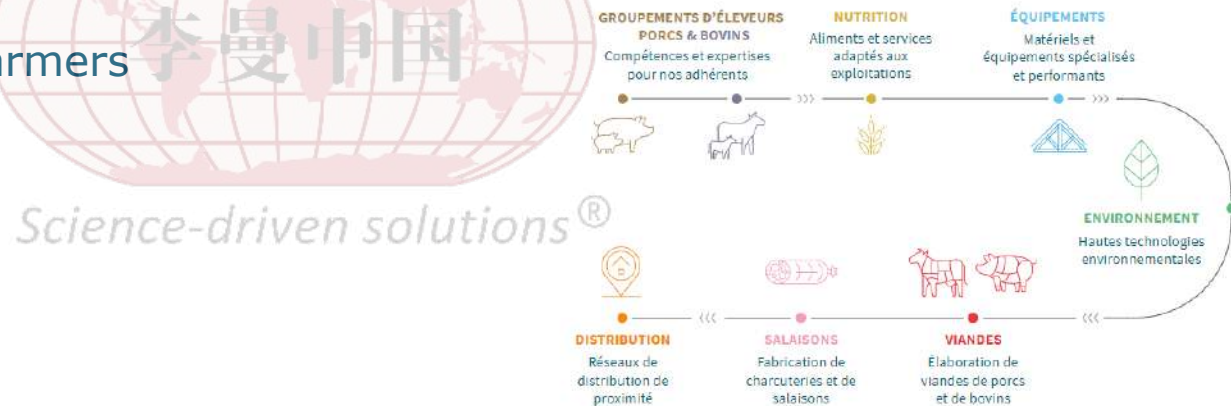 armers
李曼中国
Science-driven solutions®
GROUPEMENTS D'ÉLEVEURS
PORCS & BOVINS
Compétences et expertises
pour nos adhérents
NUTRITION
Aliments et services
adaptés aux
exploitations
ÉQUIPEMENTS
Matériels et
équipements spécialisés
et performants
ENVIRONNEMENT
Hautes technologies
environnementales
DISTRIBUTION
Réseaux de
distribution de
proximité
SALAISONS
Fabrication de
charcuteries et de
salaisons
VIANDES
Élaboration de
viandes de porcs
et de bovins